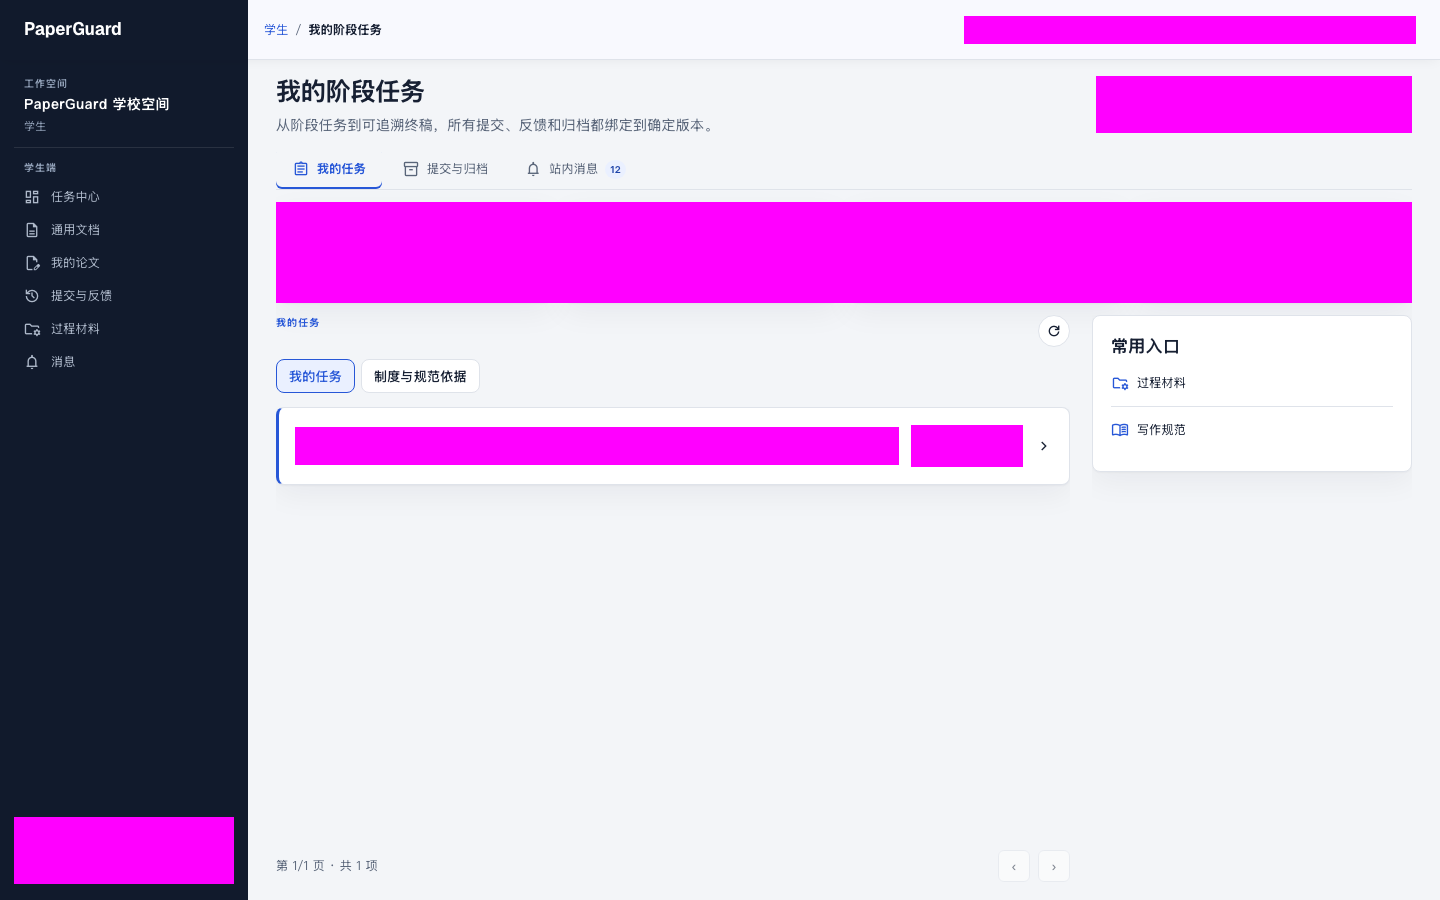 PaperGuard
工作空间
PaperGuard 学校空间
学生
学生端
任务中心
通用文档
我的论文
提交与反馈
过程材料
消息
学生 / 我的阶段任务
我的阶段任务
从阶段任务到可追溯终稿，所有提交、反馈和归档都绑定到确定版本。
我的任务 提交与归档 站内消息 12
我的任务
我的任务 制度与规范依据
常用入口
过程材料
写作规范
第 1/1 页 · 共 1 项